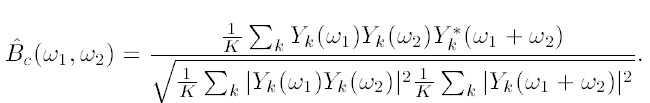 $\hat{B}_c(\omega_1, \omega_2) = \frac{\frac{1}{K} \sum_k Y_k(\omega_1) Y_k(\omega_2) Y_k^*(\omega_1 + \omega_2)}{\sqrt{\frac{1}{K} \sum_k |Y_k(\omega_1) Y_k(\omega_2)|^2 \frac{1}{K} \sum_k |Y_k(\omega_1 + \omega_2)|^2}}.$